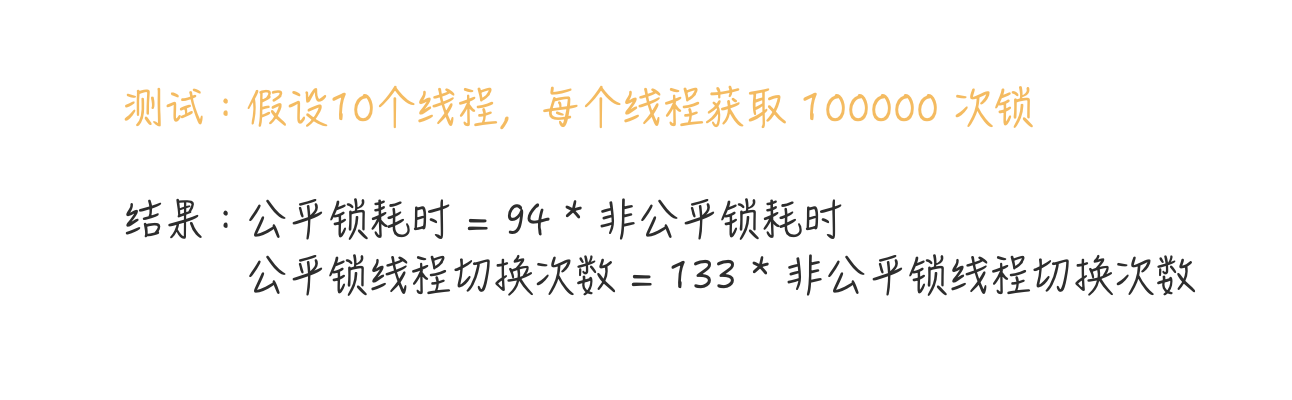 测试：假设10个线程，每个线程获取 100000 次锁
结果：公平锁耗时 = 94 * 非公平锁耗时
公平锁线程切换次数 = 133 * 非公平锁线程切换次数